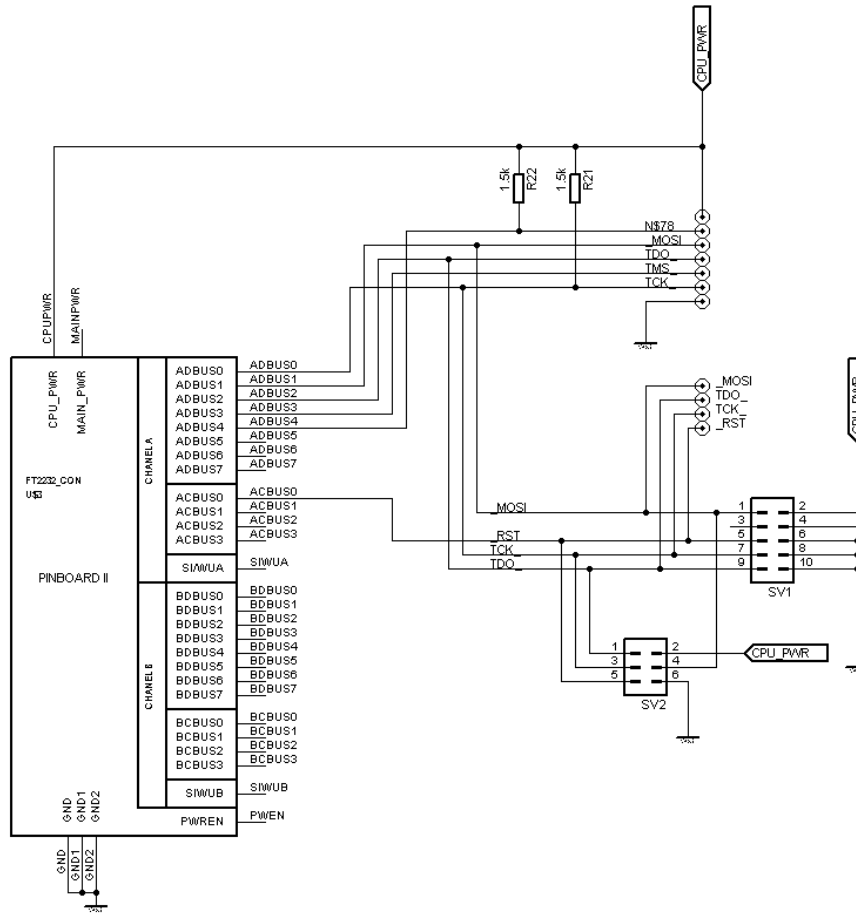 CPU_PWR
1.5k
R22
1.5k
R21
N$78
_MOSI
TDO_
TMS_
TCK_
CPUPWR
MAINPWR
CPU_PWR
MAIN_PWR
FT2232_CON
U$3
PINBOARD II
CHANEL A
ADBUS0
ADBUS1
ADBUS2
ADBUS3
ADBUS4
ADBUS5
ADBUS6
ADBUS7
ADBUS0
ADBUS1
ADBUS2
ADBUS3
ADBUS4
ADBUS5
ADBUS6
ADBUS7
ACBUS0
ACBUS1
ACBUS2
ACBUS3
ACBUS0
ACBUS1
ACBUS2
ACBUS3
SIWUA
SIWUA
CHANEL B
BDBUS0
BDBUS1
BDBUS2
BDBUS3
BDBUS4
BDBUS5
BDBUS6
BDBUS7
BDBUS0
BDBUS1
BDBUS2
BDBUS3
BDBUS4
BDBUS5
BDBUS6
BDBUS7
BCBUS0
BCBUS1
BCBUS2
BCBUS3
BCBUS0
BCBUS1
BCBUS2
BCBUS3
SIWUB
SIWUB
PWREN
PWEN
GND
GND1
GND2
GND
GND1
GND2
_MOSI
TDO_
TCK_
_RST
CPU_PWR
_MOSI
_RST
TCK_
TDO_
1 2
3 4
5 6
7 8
9 10
SV1
1 2
3 4
5 6
SV2
CPU_PWR